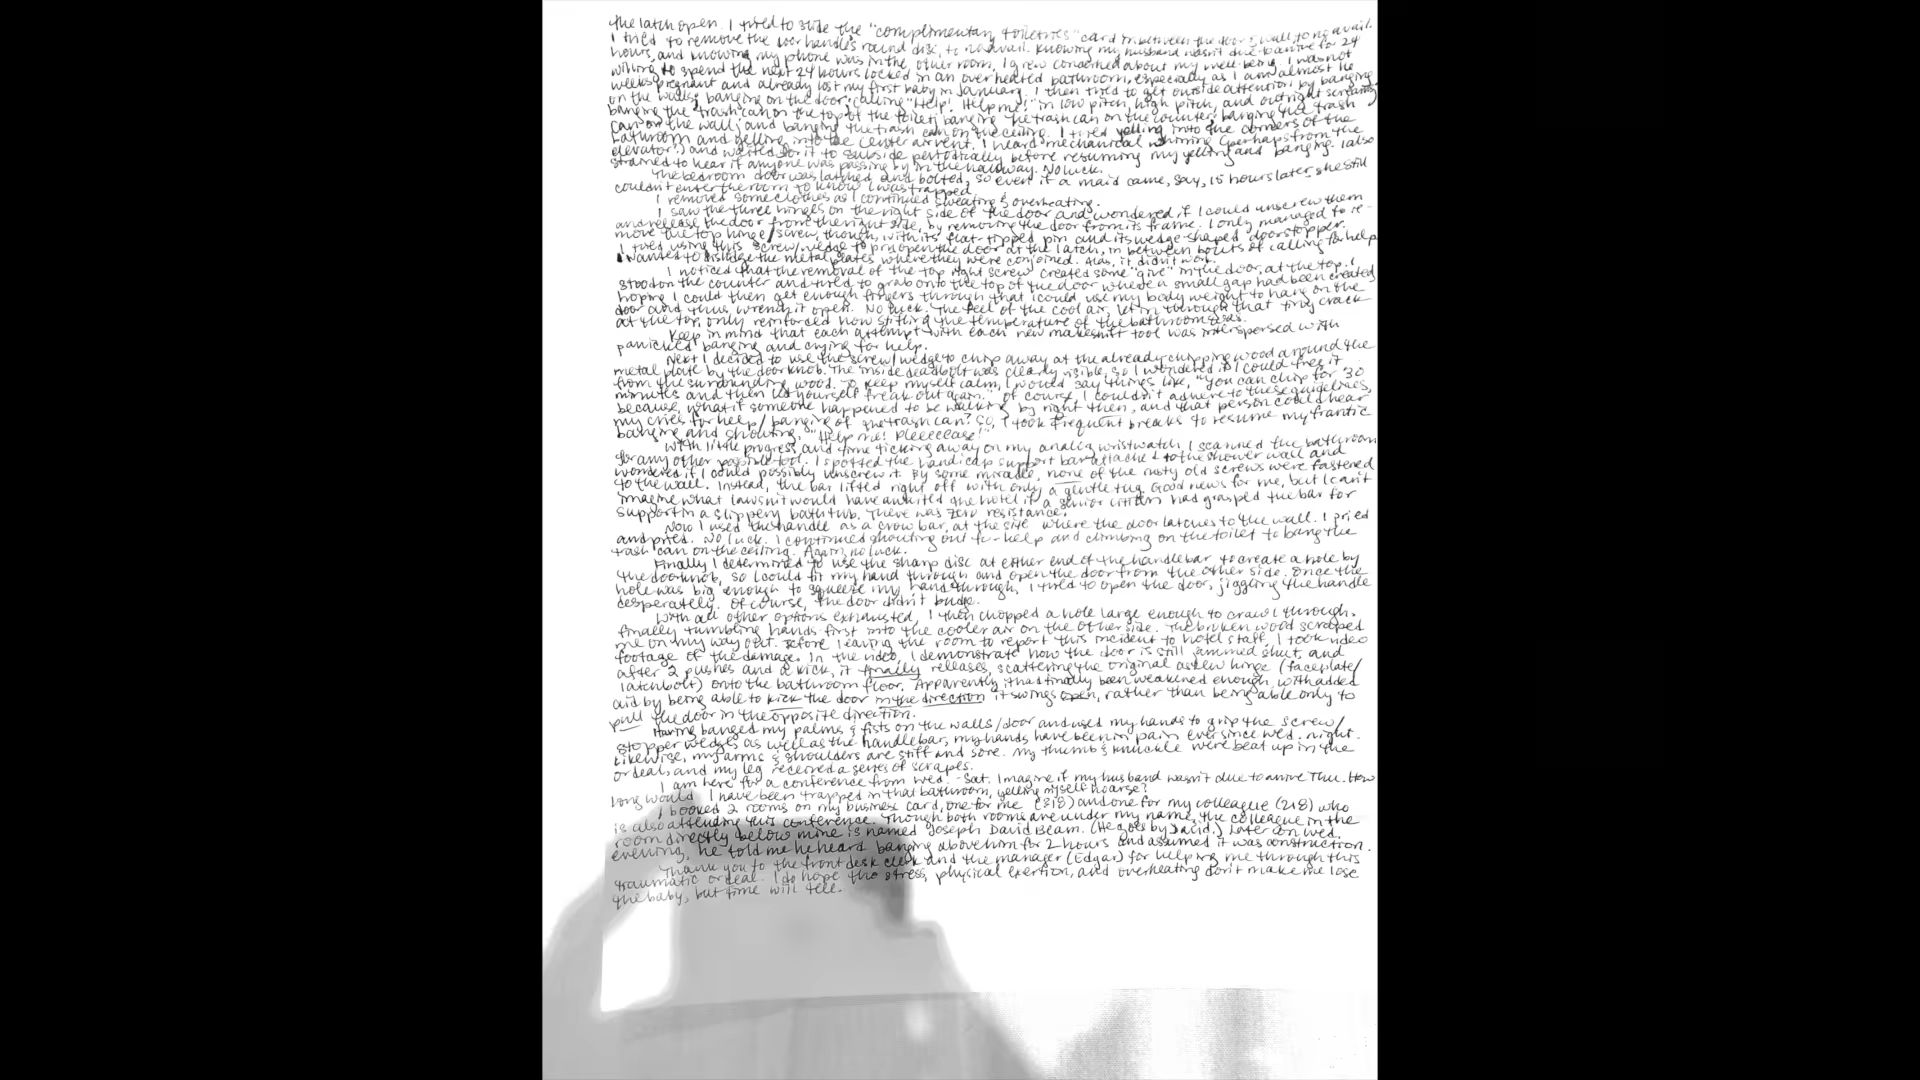 the latch open. I tried to slide the "complimentary toiletries" card in between the door & wall, to no avail.
I tried to remove the door handle's round disc, to no avail. Knowing my husband wasn't due to arrive for 24
hours, and knowing my phone was in the other room, I grew concerned about my well-being. I was not
willing to spend the next 24 hours locked in an overheated bathroom, especially as I am almost
weeks pregnant and already lost my first baby in January. I then tried to get outside attention by banging
on the walls; banging on the door; calling "Help! Help me!" in low pitch, high pitch, and outright screaming;
banging the trash can on the top of the toilet; banging the trash can on the counter; banging the trash
can on the wall; and banging the trash can on the ceiling. I tried yelling into the corners of the
bathroom and yelling into the center air vent. I heard mechanical whirring (perhaps from the
elevator?) and waited for it to subside periodically before resuming my yelling and banging. I also
strained to hear if anyone was passing by in the hallway. No luck.
The bedroom door was latched and bolted, so even if a maid came, say, 15 hours later, she still
couldn't enter the room to know I was trapped.
I removed some clothes as I continued sweating & overheating.
I saw the three hinges on the right side of the door and wondered if I could unscrew them
and release the door from the right side, by removing the door from its frame. I only managed to re-
move the top hinge/screw, though, with its flat-tipped pin and its wedge-shaped doorstopper.
I tried using this screw/wedge to pries open the door at the latch, in between bouts of calling for help
I wanted to dislodge the metal plates where they were conjoined. Alas, it didn't work.
I noticed that the removal of the top right screw created some "give" in the door, at the top. I
stood on the counter and tried to grab onto the top of the door where a small gap had been created,
hoping I could then get enough fingers through that I could use my body weight to hang on the
door and thus wrench it open. No luck. The feel of the cool air, let in through that tiny crack
at the top, only reinforced how stifling the temperature of the bathroom was.
Keep in mind that each attempt with each new makeshift tool was interspersed with
panicked banging and crying for help.
Next I decided to use the screw/wedge to chip away at the already chipping wood around the
metal plate by the doorknob. The inside deadbolt was clearly visible, so I wondered if I could free it
from the surrounding wood. To keep myself calm, I would say things like, "You can chip for 30
minutes and then let yourself freak out again." Of course, I couldn't adhere to these guidelines,
because, what if someone happened to be walking by right then, and that person could hear
my cries for help/banging of the trash can? So, I took frequent breaks to resume my frantic
banging and shouting, "Help me! Pleeeease!"
With little progress and time ticking away on my analog wristwatch, I scanned the bathroom
for any other possible tool. I spotted the handicap support bar attached to the shower wall and
wondered if I could possibly unscrew it. By some miracle, none of the rusty old screws were fastened
to the wall. Instead, the bar lifted right off with only a gentle tug. Good news for me, but I can't
imagine what lawsuit would have awaited the hotel if a senior citizen had grasped the bar for
support in a slippery bathtub. There was zero resistance.
Now I used the handle as a crow bar, at the site where the door latches to the wall. I pried
and pried. No luck. I continued shouting out for help and climbing on the toilet to bang the
trash can on the ceiling. Again, no luck.
Finally I determined to use the sharp disc at either end of the handlebar to create a hole by
the doorknob, so I could fit my hand through and open the door from the other side. Once the
hole was big enough to squeeze my hand through, I tried to open the door, jiggling the handle
desperately. Of course, the door didn't budge.
With all other options exhausted, I then chopped a hole large enough to crawl through,
finally tumbling hands-first into the cooler air on the other side. The broken wood scraped
me on my way out. Before leaving the room to report this incident to hotel staff, I took video
footage of the damage. In the video, I demonstrate how the door is still jammed shut, and
after 2 pushes and a kick, it finally releases, scattering the original askew hinge (faceplate/
latchbolt) onto the bathroom floor. Apparently it had finally been weakened enough, with added
aid by being able to kick the door in the direction it swings open, rather than being able only to
pull the door in the opposite direction.
Having banged my palms & fists on the walls/door and used my hands to grip the screw/
stopper wedges as well as the handlebar, my hands have been in pain ever since Wed. night.
Likewise, my arms & shoulders are stiff and sore. My thumb & knuckle were beat up in the
ordeal, and my leg received a series of scrapes.
I am here for a conference from Wed. - Sat. Imagine if my husband wasn't due to arrive Thu. How
long would I have been trapped in that bathroom, yelling myself hoarse?
I booked 2 rooms on my business card, one for me (318) and one for my colleague (218) who
is also attending this conference. Though both rooms are under my name, the colleague in the
room directly below mine is named Joseph David Beam. (He goes by David.) Later on Wed.
evening, he told me he heard banging above him for 2 hours and assumed it was construction.
Thank you to the front desk clerk and the manager (Edgar) for helping me through this
traumatic ordeal. I do hope the stress, physical exertion, and overheating don't make me lose
the baby, but time will tell.